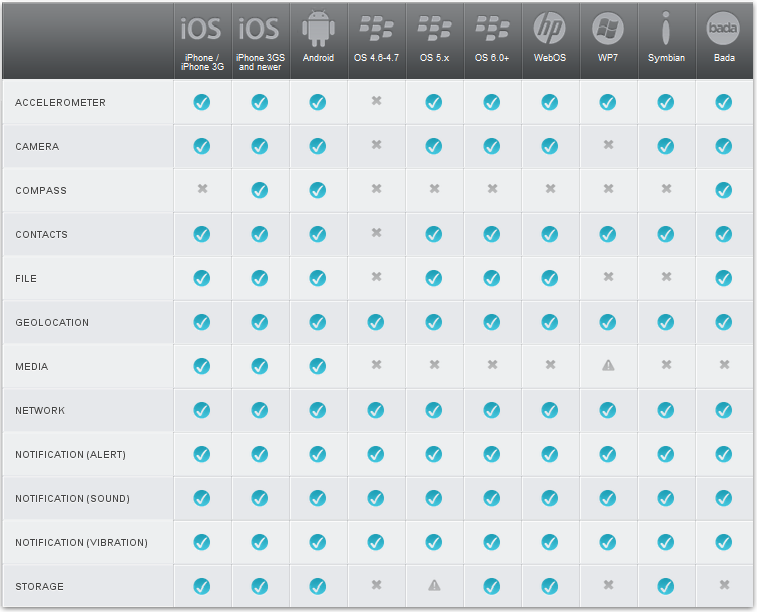 iOS iOS hp bada
iPhone / iPhone 3GS Android OS 4.6-4.7 OS 5.x OS 6.0+ WebOS WP7 Symbian Bada
iPhone 3G and newer
ACCELEROMETER
CAMERA
COMPASS
CONTACTS
FILE
GEOLOCATION
MEDIA
NETWORK
NOTIFICATION (ALERT)
NOTIFICATION (SOUND)
NOTIFICATION (VIBRATION)
STORAGE